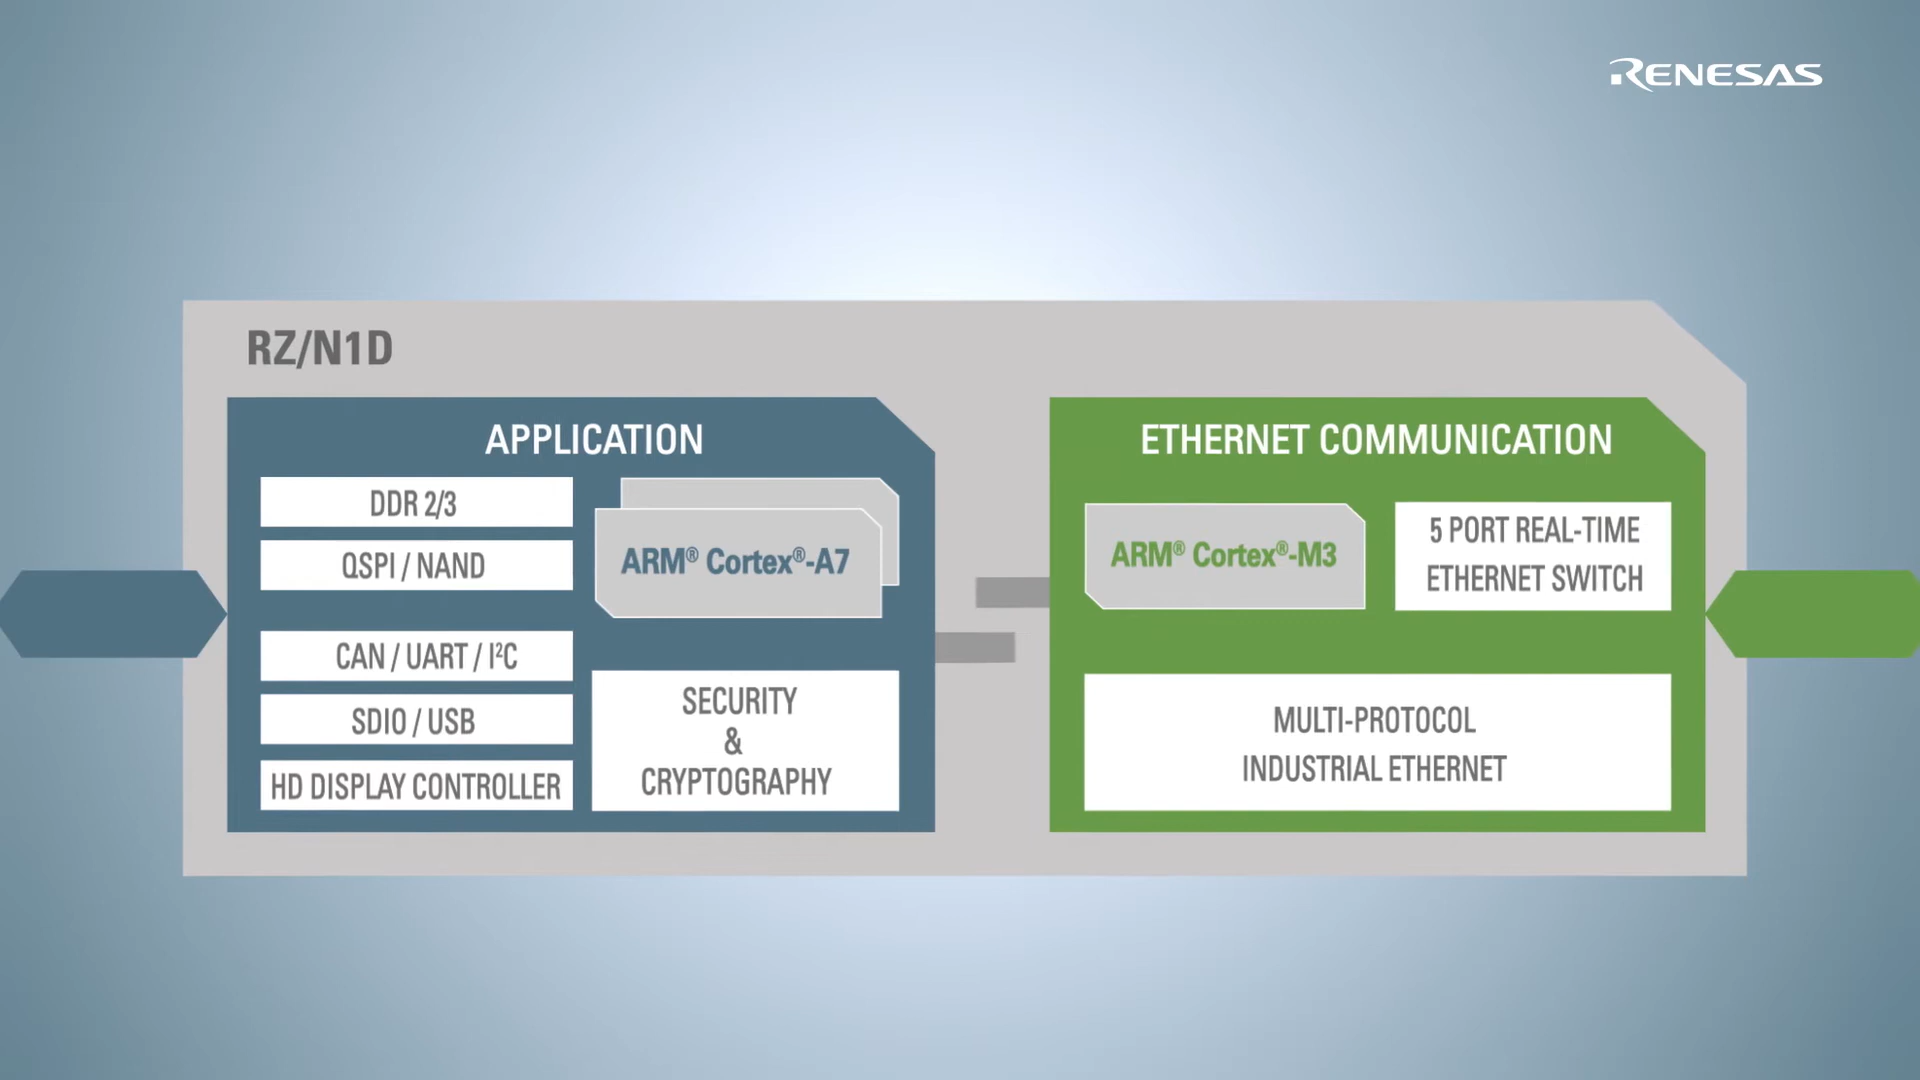 RENESAS
RZ/N1D
APPLICATION
DDR 2/3
QSPI / NAND
CAN / UART / I²C
SDIO / USB
HD DISPLAY CONTROLLER
ARM® Cortex®-A7
SECURITY
&
CRYPTOGRAPHY
ETHERNET COMMUNICATION
ARM® Cortex®-M3
5 PORT REAL-TIME
ETHERNET SWITCH
MULTI-PROTOCOL
INDUSTRIAL ETHERNET